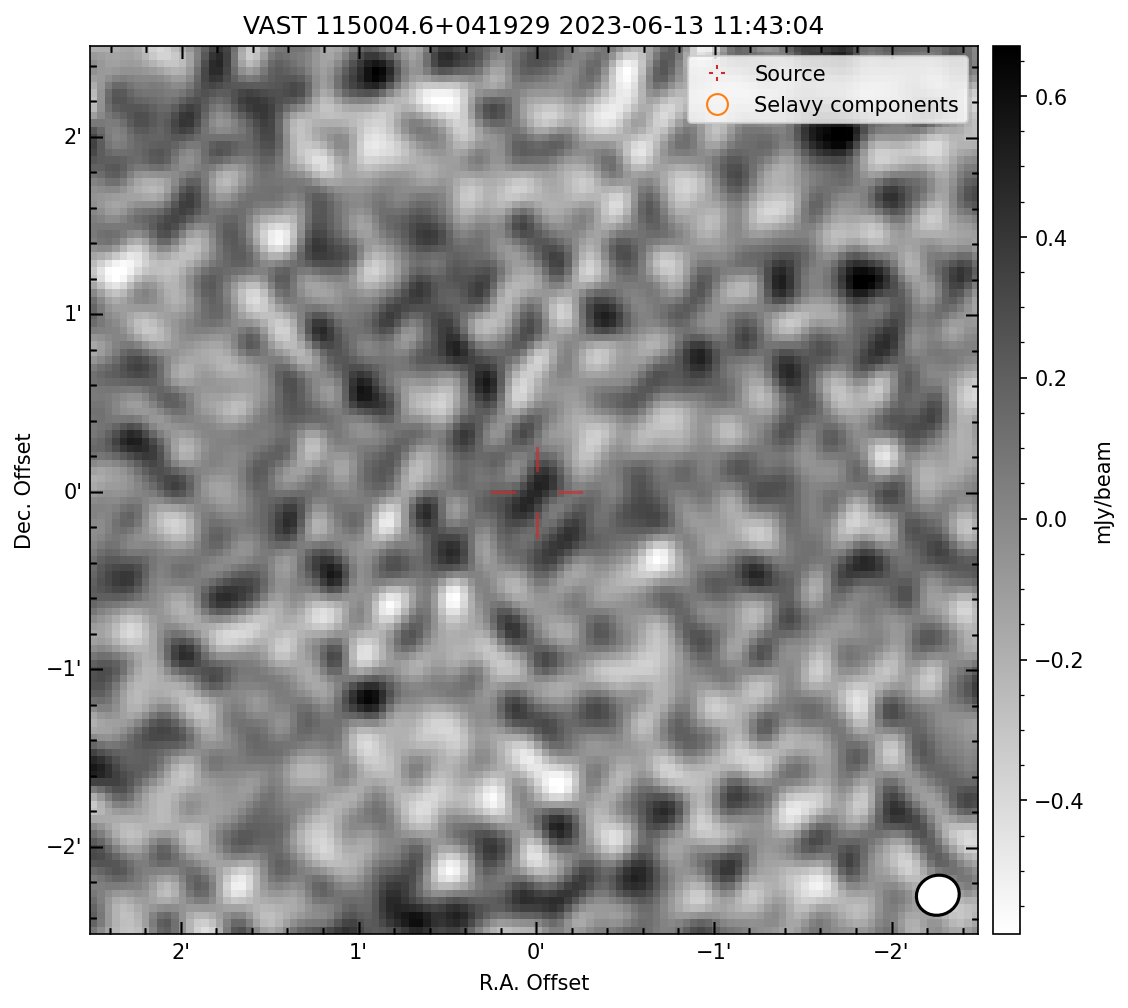 VAST 115004.6+041929 2023-06-13 11:43:04
Source
Selavy components
2'
1'
0'
−1'
−2'
Dec. Offset
2'
1'
0'
−1'
−2'
R.A. Offset
0.6
0.4
0.2
0.0
−0.2
−0.4
mJy/beam